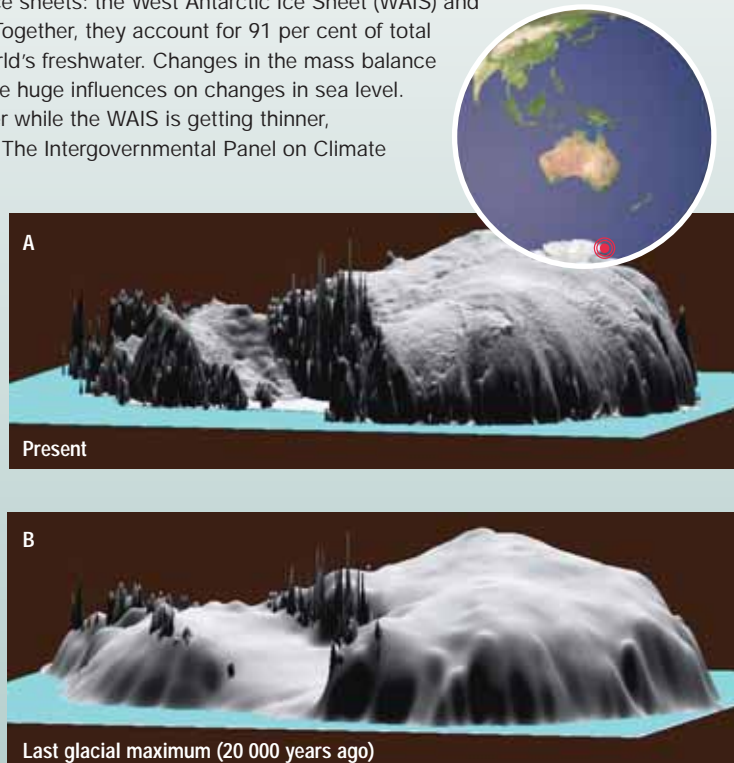 ce sheets: the West Antarctic Ice Sheet (WAIS) and
Together, they account for 91 per cent of total
rld's freshwater. Changes in the mass balance
e huge influences on changes in sea level.
r while the WAIS is getting thinner,
The Intergovernmental Panel on Climate
A
Present
B
Last glacial maximum (20 000 years ago)